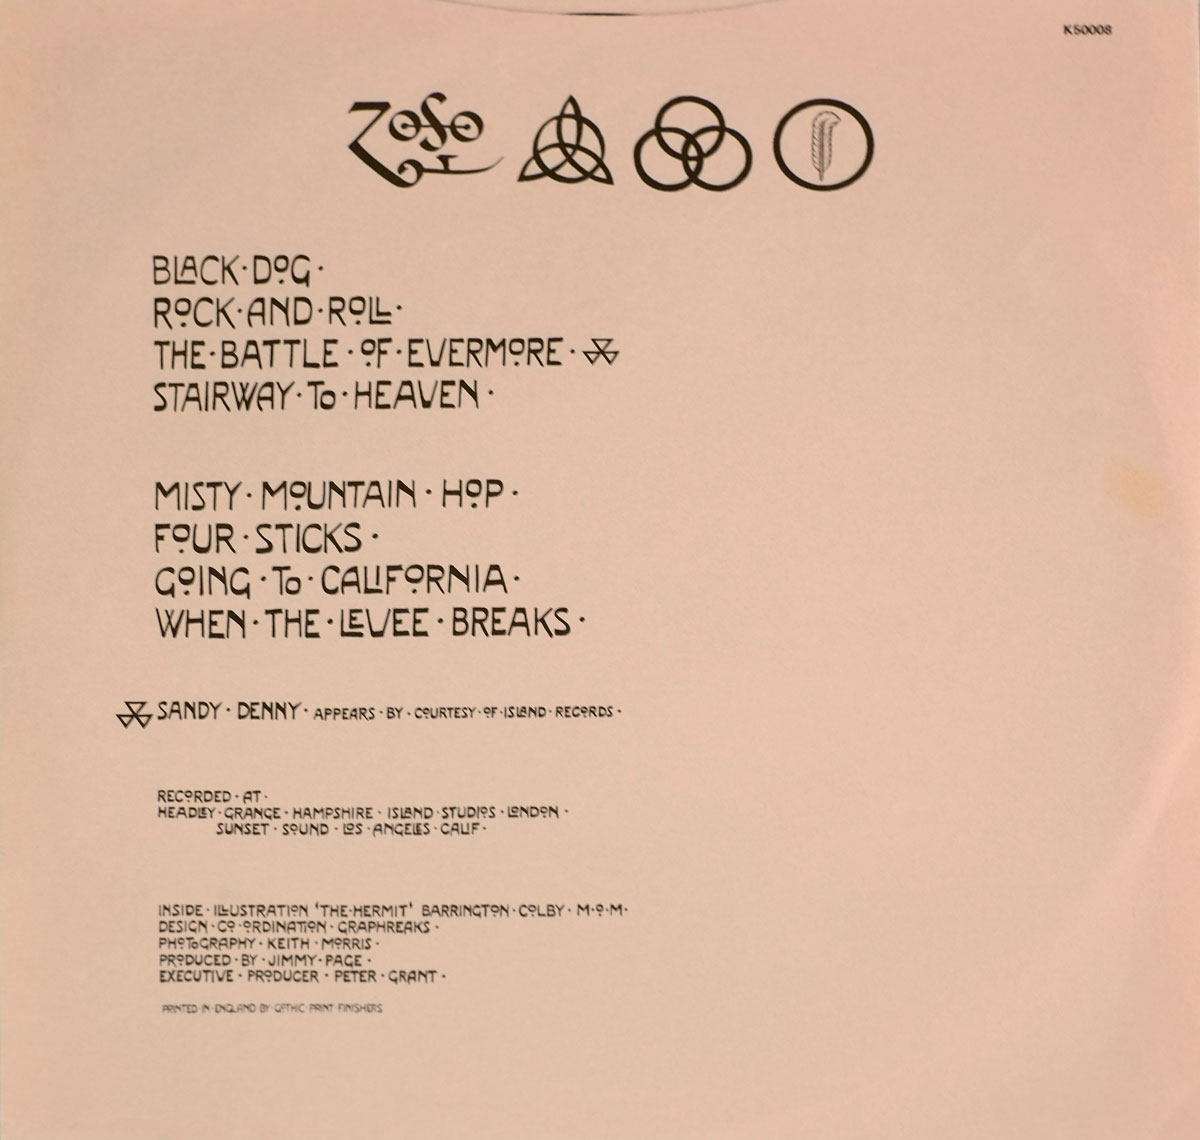 K50008
ZOSO
BLACK·DOG·
ROCK·AND·ROLL·
THE·BATTLE·OF·EVERMORE·
STAIRWAY·To·HEAVEN·
MISTY·MOUNTAIN·HOP·
FOUR·STICKS·
GOING·To·CALIFORNIA·
WHEN·THE·LEVEE·BREAKS·
SANDY·DENNY·APPEARS·BY·COURTESY·OF·ISLAND·RECORDS·
RECORDED·AT·
HEADLEY·GRANGE·HAMPSHIRE·ISLAND·STUDIOS·LONDON·
SUNSET·SOUND·LOS·ANGELES·CALIF·
INSIDE·ILLUSTRATION 'THE·HERMIT' BARRINGTON·COLBY·M·O·M·
DESIGN·CO·ORDINATION·GRAPHREAKS·
PHOToGRAPHY·KEITH·MORRIS·
PRODUCED·BY·JIMMY·PAGE·
EXECUTIVE·PRODUCER·PETER·GRANT·
PRINTED·IN·ENGLAND·BY·GOTHIC PRINT FINISHERS